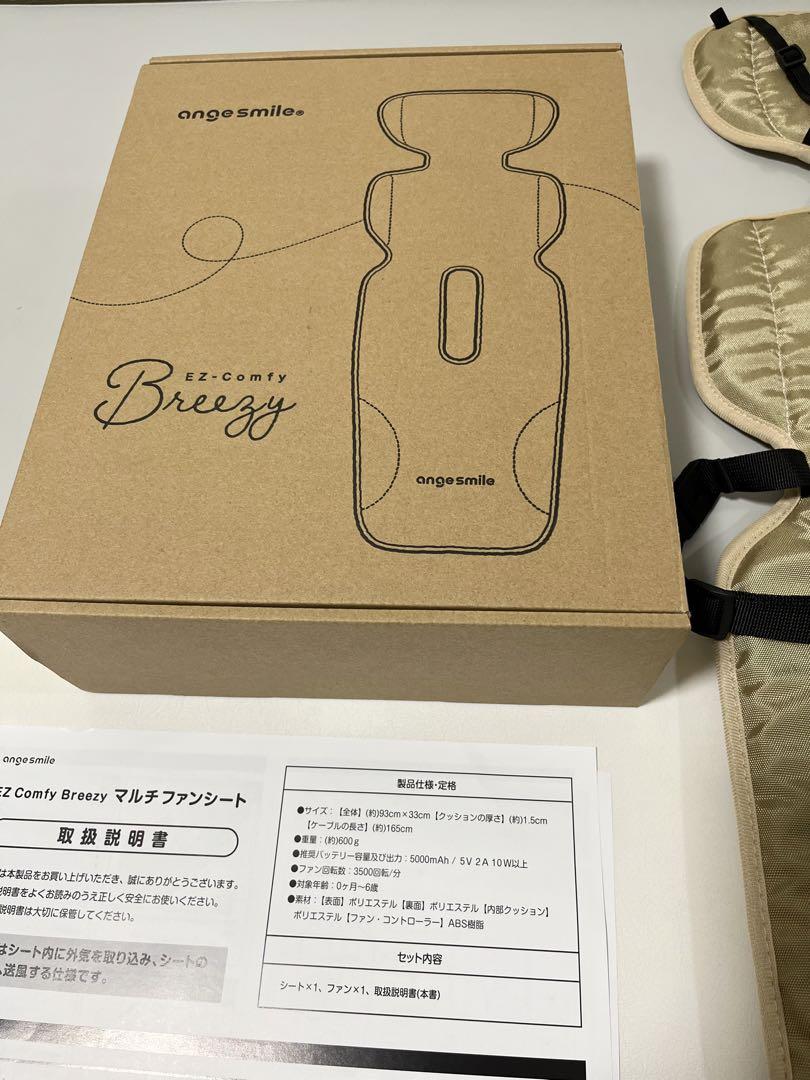 angesmile®
EZ-Comfy
Breezy
angesmile
angesmile
EZ Comfy Breezy マルチファンシート
取扱説明書
は本製品をお買い上げいただき、誠にありがとうございます。
説明書をよくお読みのうえ正しく安全にお使いください。
説明書は大切に保管してください。
はシート内に外気を取り込み、シートの
送風する仕様です。
製品仕様・定格
●サイズ：【全体】(約)93cm×33cm【クッションの厚さ】(約)1.5cm
【ケーブルの長さ】(約)165cm
●重量：(約)600g
●推奨バッテリー容量及び出力：5000mAh / 5V 2A 10W以上
●ファン回転数：3500回転/分
●対象年齢：0ヶ月～6歳
●素材：【表面】ポリエステル【裏面】ポリエステル【内部クッション】
ポリエステル【ファン・コントローラー】ABS樹脂
セット内容
シート×1、ファン×1、取扱説明書(本書)